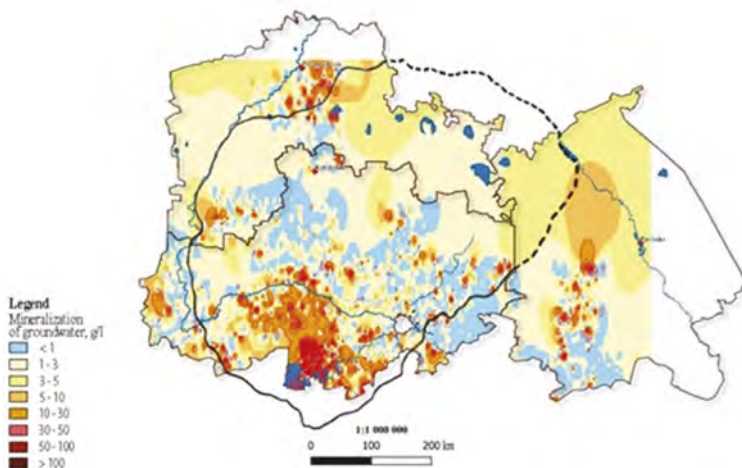 Legend
Mineralization
of groundwater, g/l
< 1
1 - 3
3 - 5
5 - 10
10 - 30
30 - 50
50 - 100
> 100
1:1 000 000
0 100 200 km